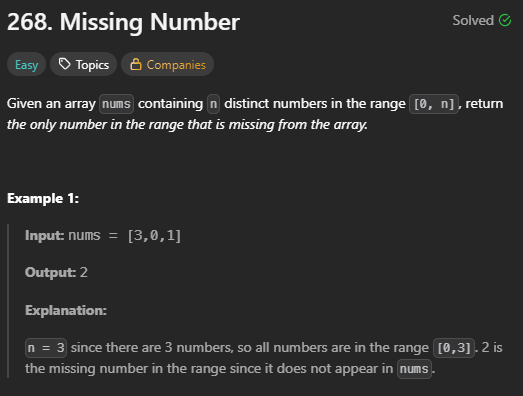 268. Missing Number
Solved
Easy
Topics
Companies
Given an array nums containing n distinct numbers in the range [0, n], return
the only number in the range that is missing from the array.
Example 1:
Input: nums = [3,0,1]
Output: 2
Explanation:
n = 3 since there are 3 numbers, so all numbers are in the range [0,3]. 2 is
the missing number in the range since it does not appear in nums.